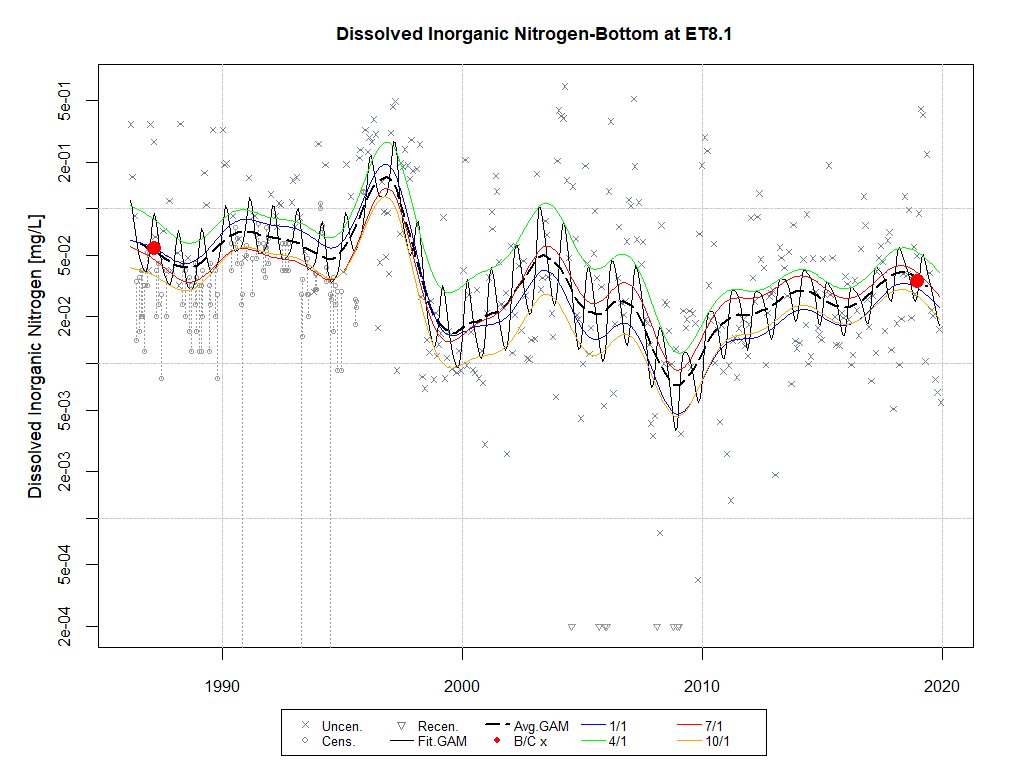 Dissolved Inorganic Nitrogen-Bottom at ET8.1
Dissolved Inorganic Nitrogen [mg/L]
5e-01
2e-01
5e-02
2e-02
5e-03
2e-03
5e-04
2e-04
1990 2000 2010 2020
Uncen. Recen. Avg.GAM 1/1 7/1
Cens. Fit.GAM B/C x 4/1 10/1